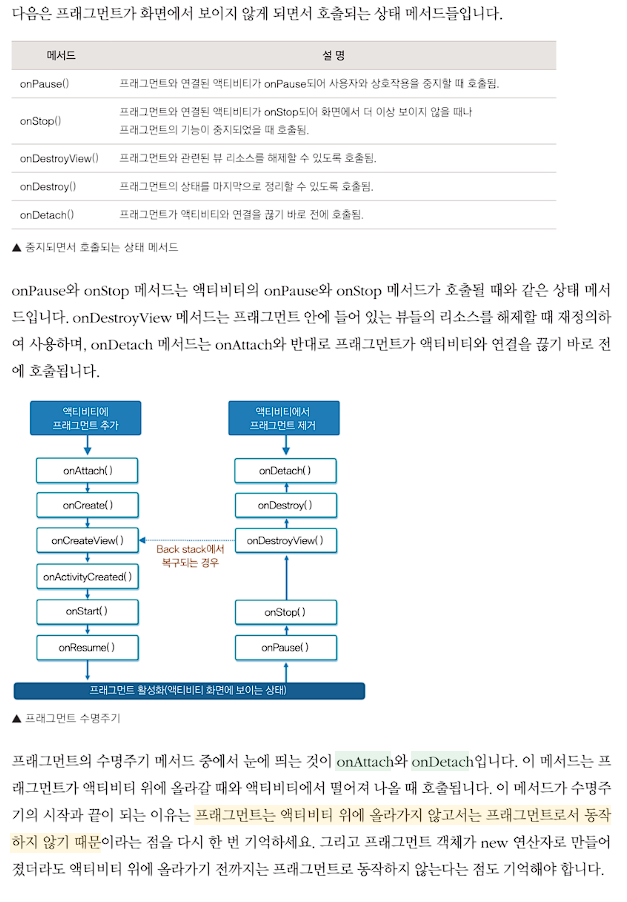 다음은 프래그먼트가 화면에서 보이지 않게 되면서 호출되는 상태 메서드들입니다.
메서드 설 명
onPause() 프래그먼트와 연결된 액티비티가 onPause되어 사용자와 상호작용을 중지할 때 호출됨.
onStop() 프래그먼트와 연결된 액티비티가 onStop되어 화면에서 더 이상 보이지 않을 때나
프래그먼트의 기능이 중지되었을 때 호출됨.
onDestroyView() 프래그먼트와 관련된 뷰 리소스를 해제할 수 있도록 호출됨.
onDestroy() 프래그먼트의 상태를 마지막으로 정리할 수 있도록 호출됨.
onDetach() 프래그먼트가 액티비티와 연결을 끊기 바로 전에 호출됨.
▲ 중지되면서 호출되는 상태 메서드
onPause와 onStop 메서드는 액티비티의 onPause와 onStop 메서드가 호출될 때와 같은 상태 메서
드입니다. onDestroyView 메서드는 프래그먼트 안에 들어 있는 뷰들의 리소스를 해제할 때 재정의하
여 사용하며, onDetach 메서드는 onAttach와 반대로 프래그먼트가 액티비티와 연결을 끊기 바로 전
에 호출됩니다.
액티비티에
프래그먼트 추가
onAttach( )
onCreate( )
onCreateView( )
onActivityCreated( )
onStart( )
onResume( )
액티비티에서
프래그먼트 제거
onDetach( )
onDestroy( )
onDestroyView( )
Back stack에서
복구되는 경우
onStop( )
onPause( )
프래그먼트 활성화(액티비티 화면에 보이는 상태)
▲ 프래그먼트 수명주기
프래그먼트의 수명주기 메서드 중에서 눈에 띄는 것이 onAttach와 onDetach입니다. 이 메서드는 프
래그먼트가 액티비티 위에 올라갈 때와 액티비티에서 떨어져 나올 때 호출됩니다. 이 메서드가 수명주
기의 시작과 끝이 되는 이유는 프래그먼트는 액티비티 위에 올라가지 않고서는 프래그먼트로서 동작
하지 않기 때문이라는 점을 다시 한 번 기억하세요. 그리고 프래그먼트 객체가 new 연산자로 만들어
졌더라도 액티비티 위에 올라가기 전까지는 프래그먼트로 동작하지 않는다는 점도 기억해야 합니다.